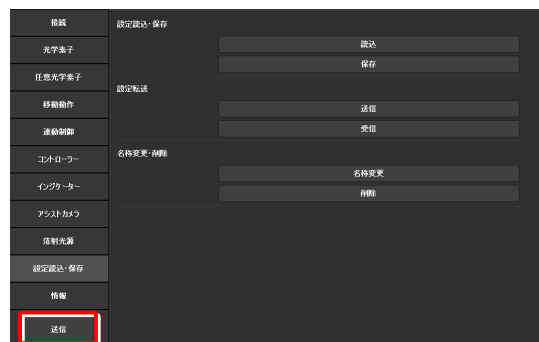 接続
光学素子
任意光学素子
移動動作
連動制御
コントローラー
インジケーター
アシストカメラ
落射光源
設定読込・保存
情報
送信
設定読込・保存
読込
保存
設定転送
送信
受信
名称変更・削除
名称変更
削除